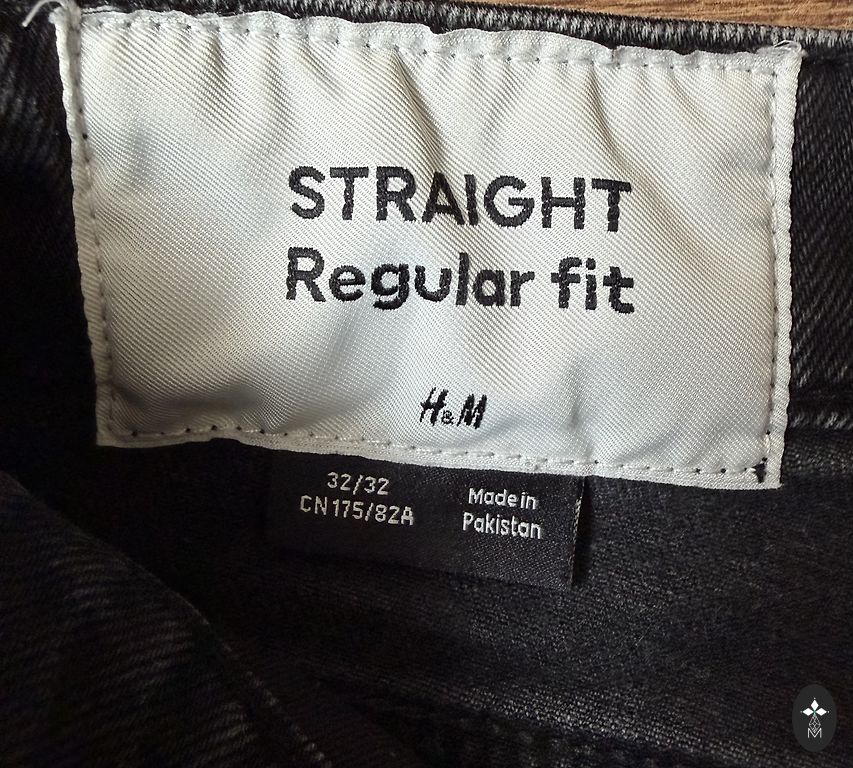 STRAIGHT
Regular fit
H&M
32/32
CN 175/82A
Made in
Pakistan
M